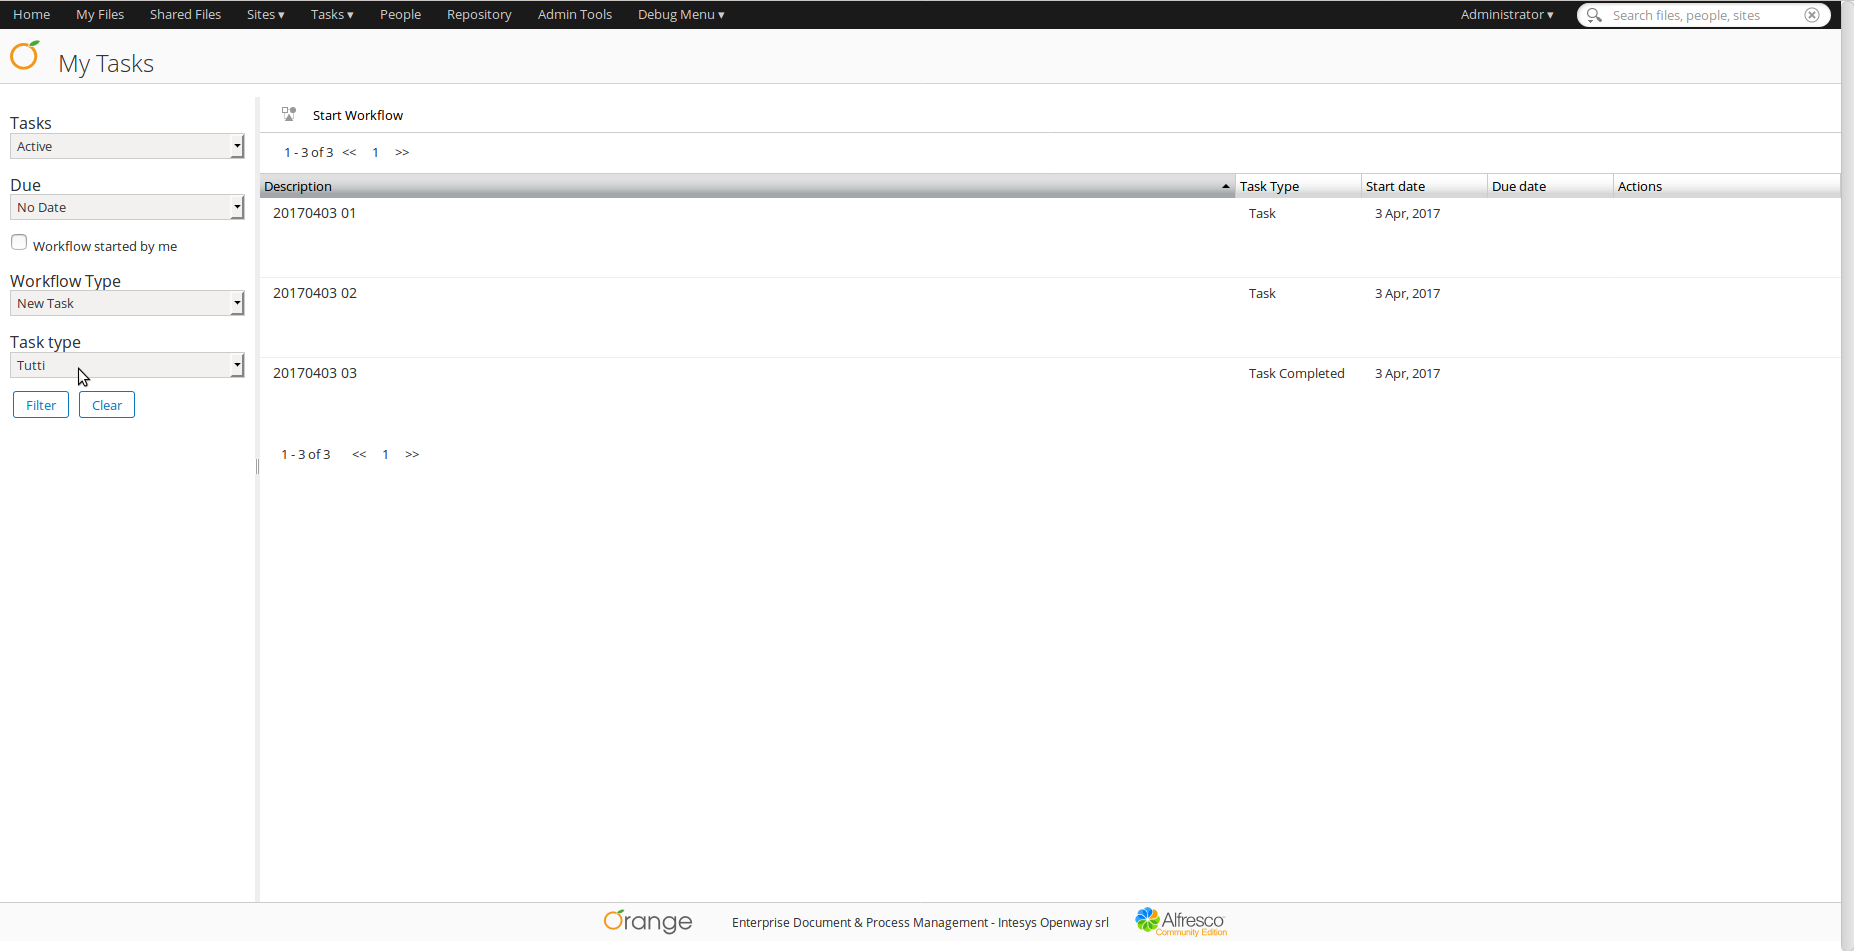 Home My Files Shared Files Sites ▾ Tasks ▾ People Repository Admin Tools Debug Menu ▾ Administrator ▾ Search files, people, sites
My Tasks
Tasks
Active
Due
No Date
Workflow started by me
Workflow Type
New Task
Task type
Tutti
Filter Clear
Start Workflow
1 - 3 of 3 << 1 >>
Description Task Type Start date Due date Actions
20170403 01 Task 3 Apr, 2017
20170403 02 Task 3 Apr, 2017
20170403 03 Task Completed 3 Apr, 2017
1 - 3 of 3 << 1 >>
Orange Enterprise Document & Process Management - Intesys Openway srl Alfresco
Community Edition